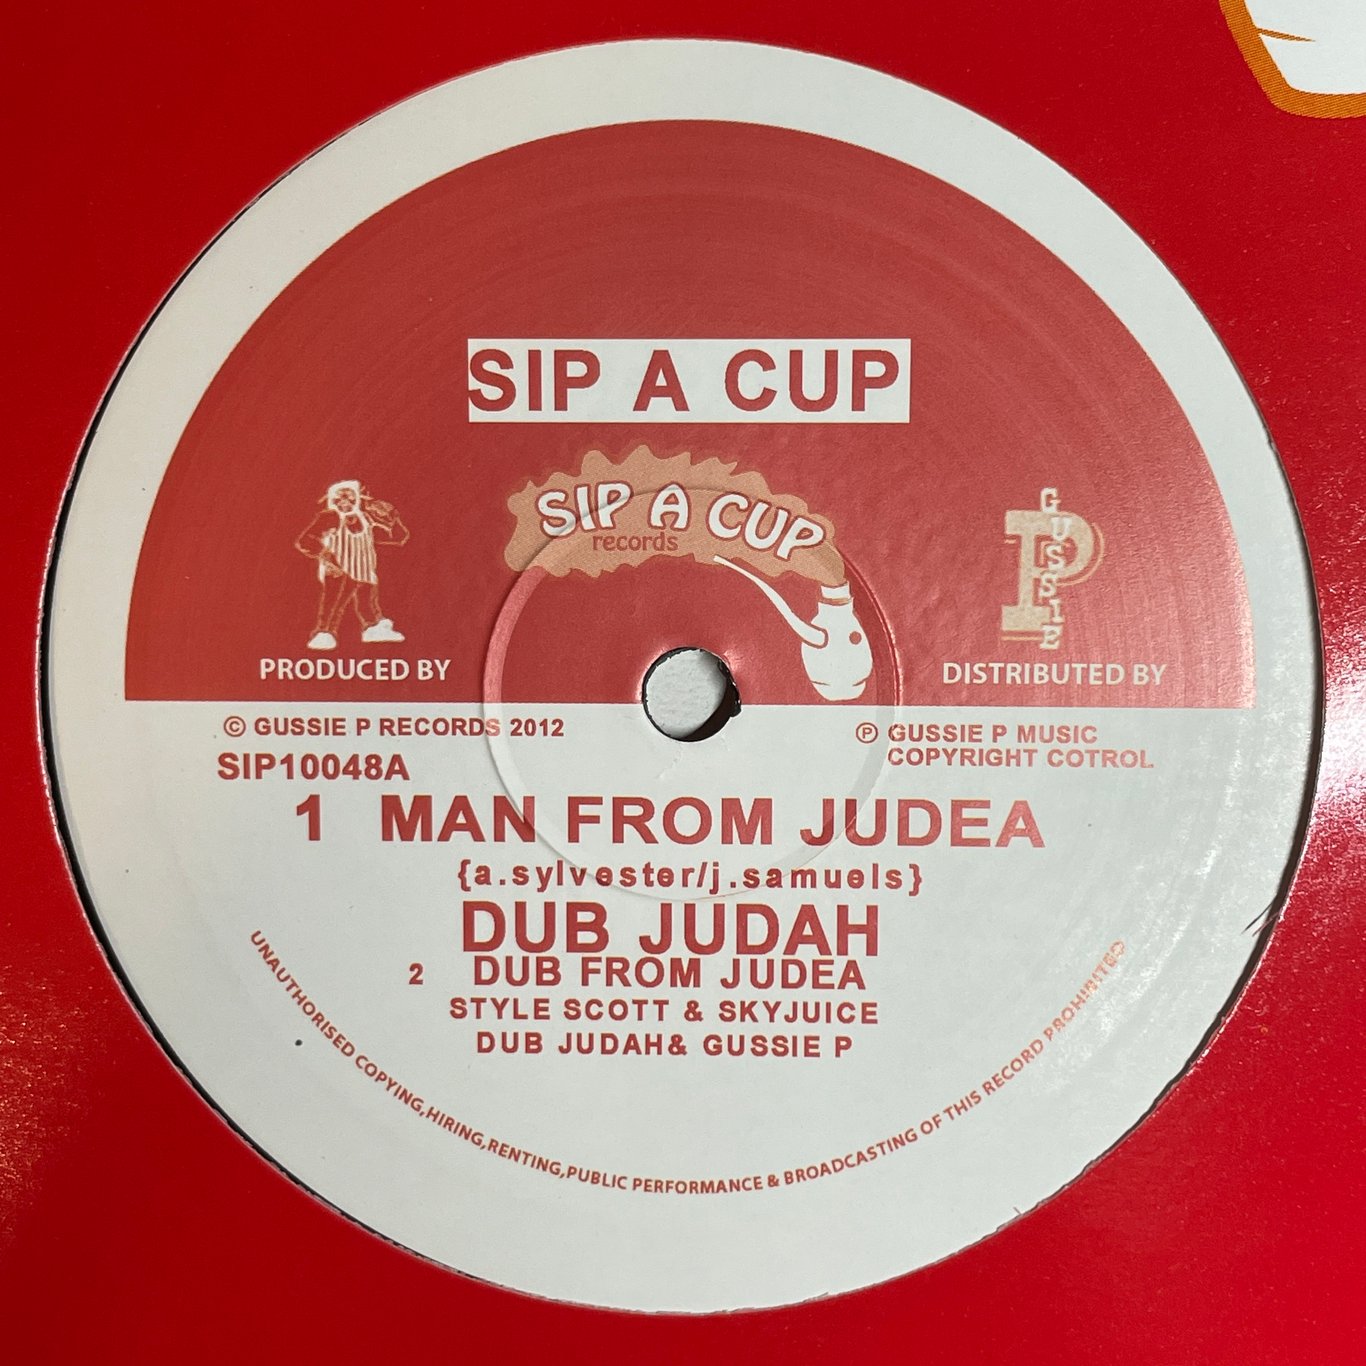 SIP A CUP
SIP A CUP
records
GUSSIE
P
PRODUCED BY
DISTRIBUTED BY
© GUSSIE P RECORDS 2012
℗ GUSSIE P MUSIC
COPYRIGHT COTROL
SIP10048A
1 MAN FROM JUDEA
{a.sylvester/j.samuels}
DUB JUDAH
2 DUB FROM JUDEA
STYLE SCOTT & SKYJUICE
DUB JUDAH& GUSSIE P
UNAUTHORISED COPYING,HIRING,RENTING,PUBLIC PERFORMANCE & BROADCASTING OF THIS RECORD PROHIBITED